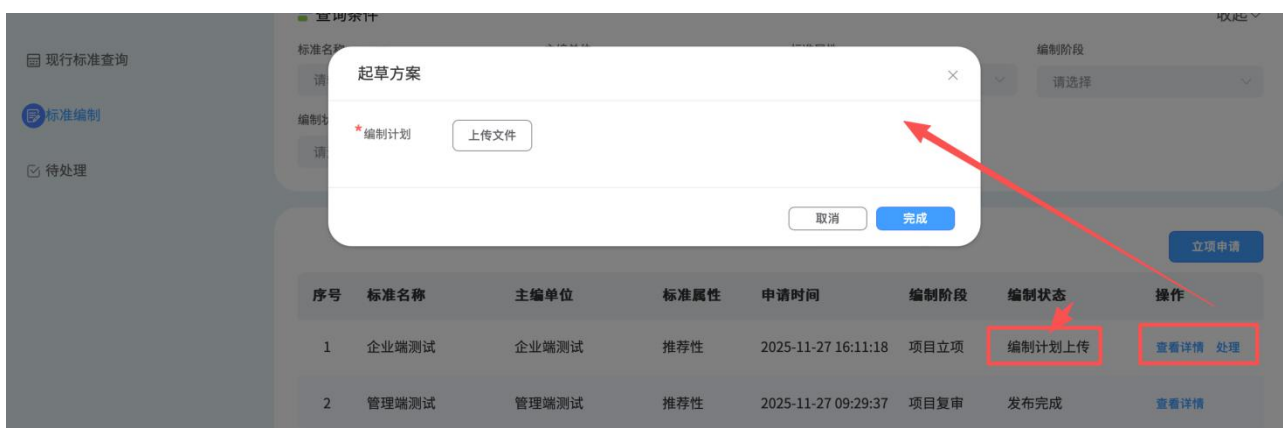 查询条件 收起
现行标准查询
标准编制
待处理
标准名 编制阶段
请 请选择
编制状
请
起草方案
*编制计划 上传文件
取消 完成
立项申请
序号 标准名称 主编单位 标准属性 申请时间 编制阶段 编制状态 操作
1 企业端测试 企业端测试 推荐性 2025-11-27 16:11:18 项目立项 编制计划上传 查看详情 处理
2 管理端测试 管理端测试 推荐性 2025-11-27 09:29:37 项目复审 发布完成 查看详情